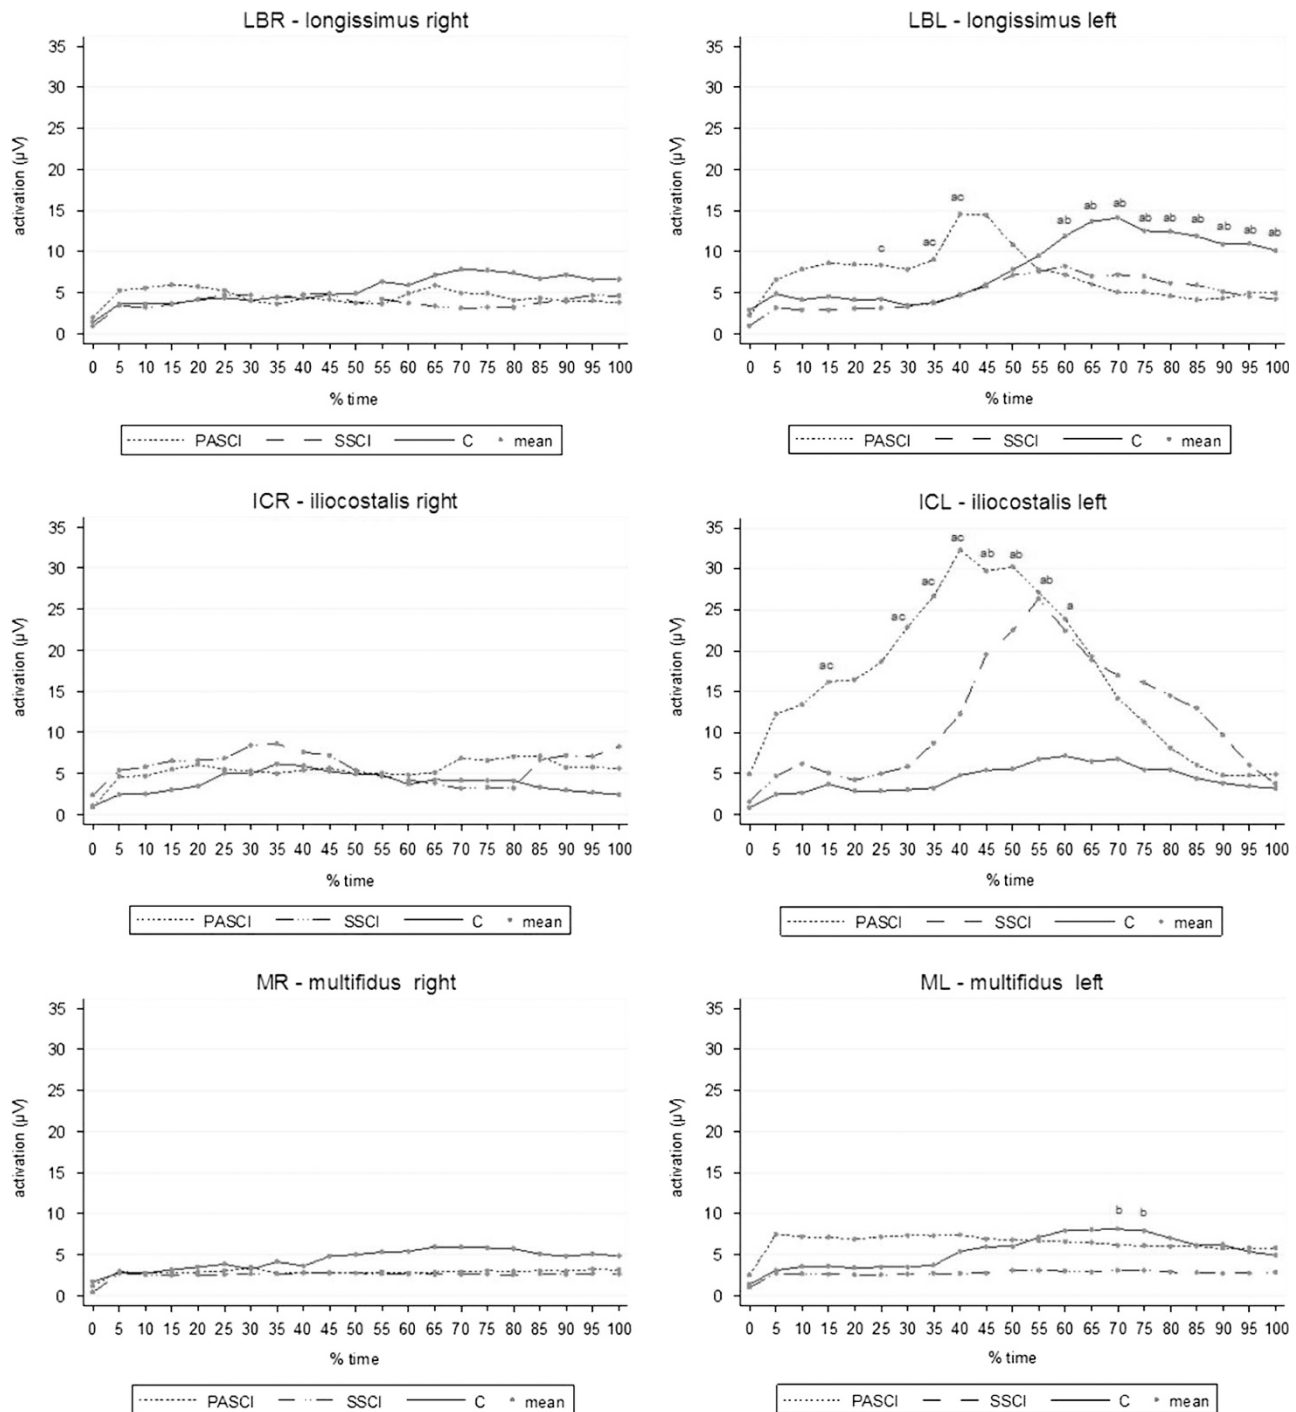 LBR - longissimus right
activation (µV)
35
30
25
20
15
10
5
0
0 5 10 15 20 25 30 35 40 45 50 55 60 65 70 75 80 85 90 95 100
% time
PASCI SSCI C mean
LBL - longissimus left
activation (µV)
35
30
25
20
15
10
5
0
c ac ac ab ab ab ab ab ab ab ab ab
0 5 10 15 20 25 30 35 40 45 50 55 60 65 70 75 80 85 90 95 100
% time
PASCI SSCI C mean
ICR - iliocostalis right
activation (µV)
35
30
25
20
15
10
5
0
0 5 10 15 20 25 30 35 40 45 50 55 60 65 70 75 80 85 90 95 100
% time
PASCI SSCI C mean
ICL - iliocostalis left
activation (µV)
35
30
25
20
15
10
5
0
ac ac ac ac ab ab ab a
0 5 10 15 20 25 30 35 40 45 50 55 60 65 70 75 80 85 90 95 100
% time
PASCI SSCI C mean
MR - multifidus right
activation (µV)
35
30
25
20
15
10
5
0
0 5 10 15 20 25 30 35 40 45 50 55 60 65 70 75 80 85 90 95 100
% time
PASCI SSCI C mean
ML - multifidus left
activation (µV)
35
30
25
20
15
10
5
0
b b
0 5 10 15 20 25 30 35 40 45 50 55 60 65 70 75 80 85 90 95 100
% time
PASCI SSCI C mean